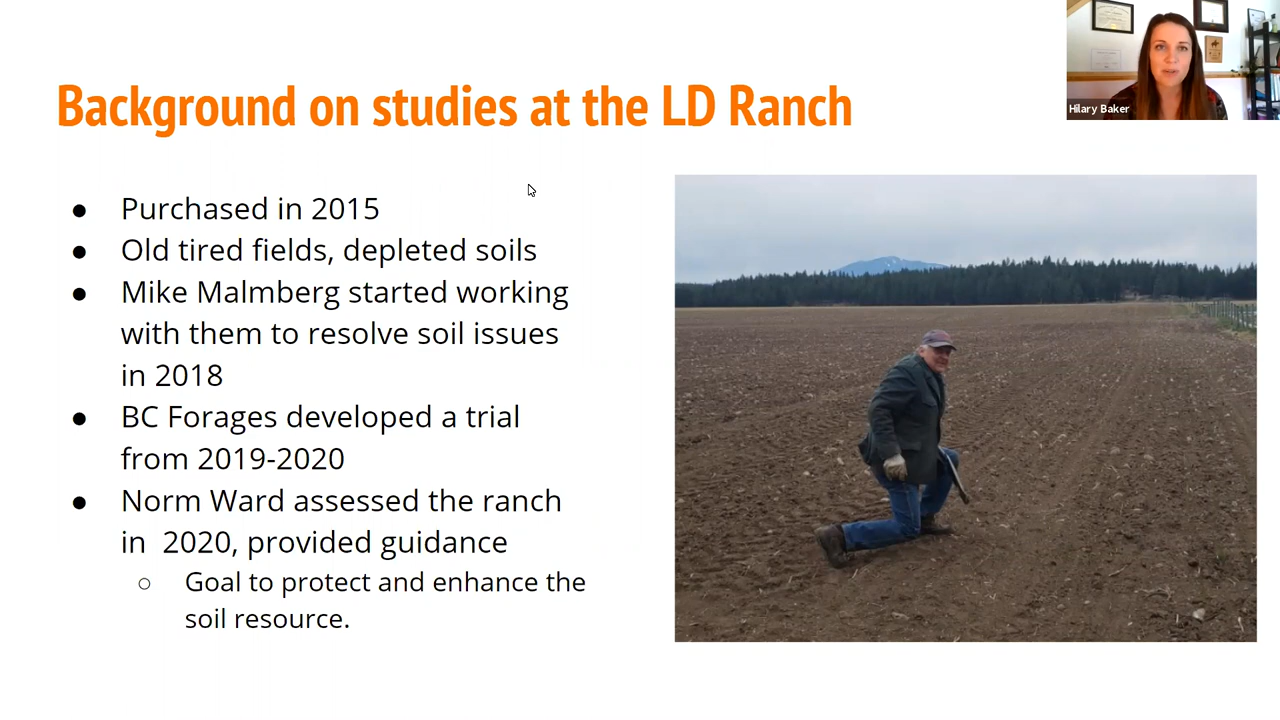 Background on studies at the LD Ranch
Hilary Baker
● Purchased in 2015
● Old tired fields, depleted soils
● Mike Malmberg started working
with them to resolve soil issues
in 2018
● BC Forages developed a trial
from 2019-2020
● Norm Ward assessed the ranch
in  2020, provided guidance
○ Goal to protect and enhance the
soil resource.